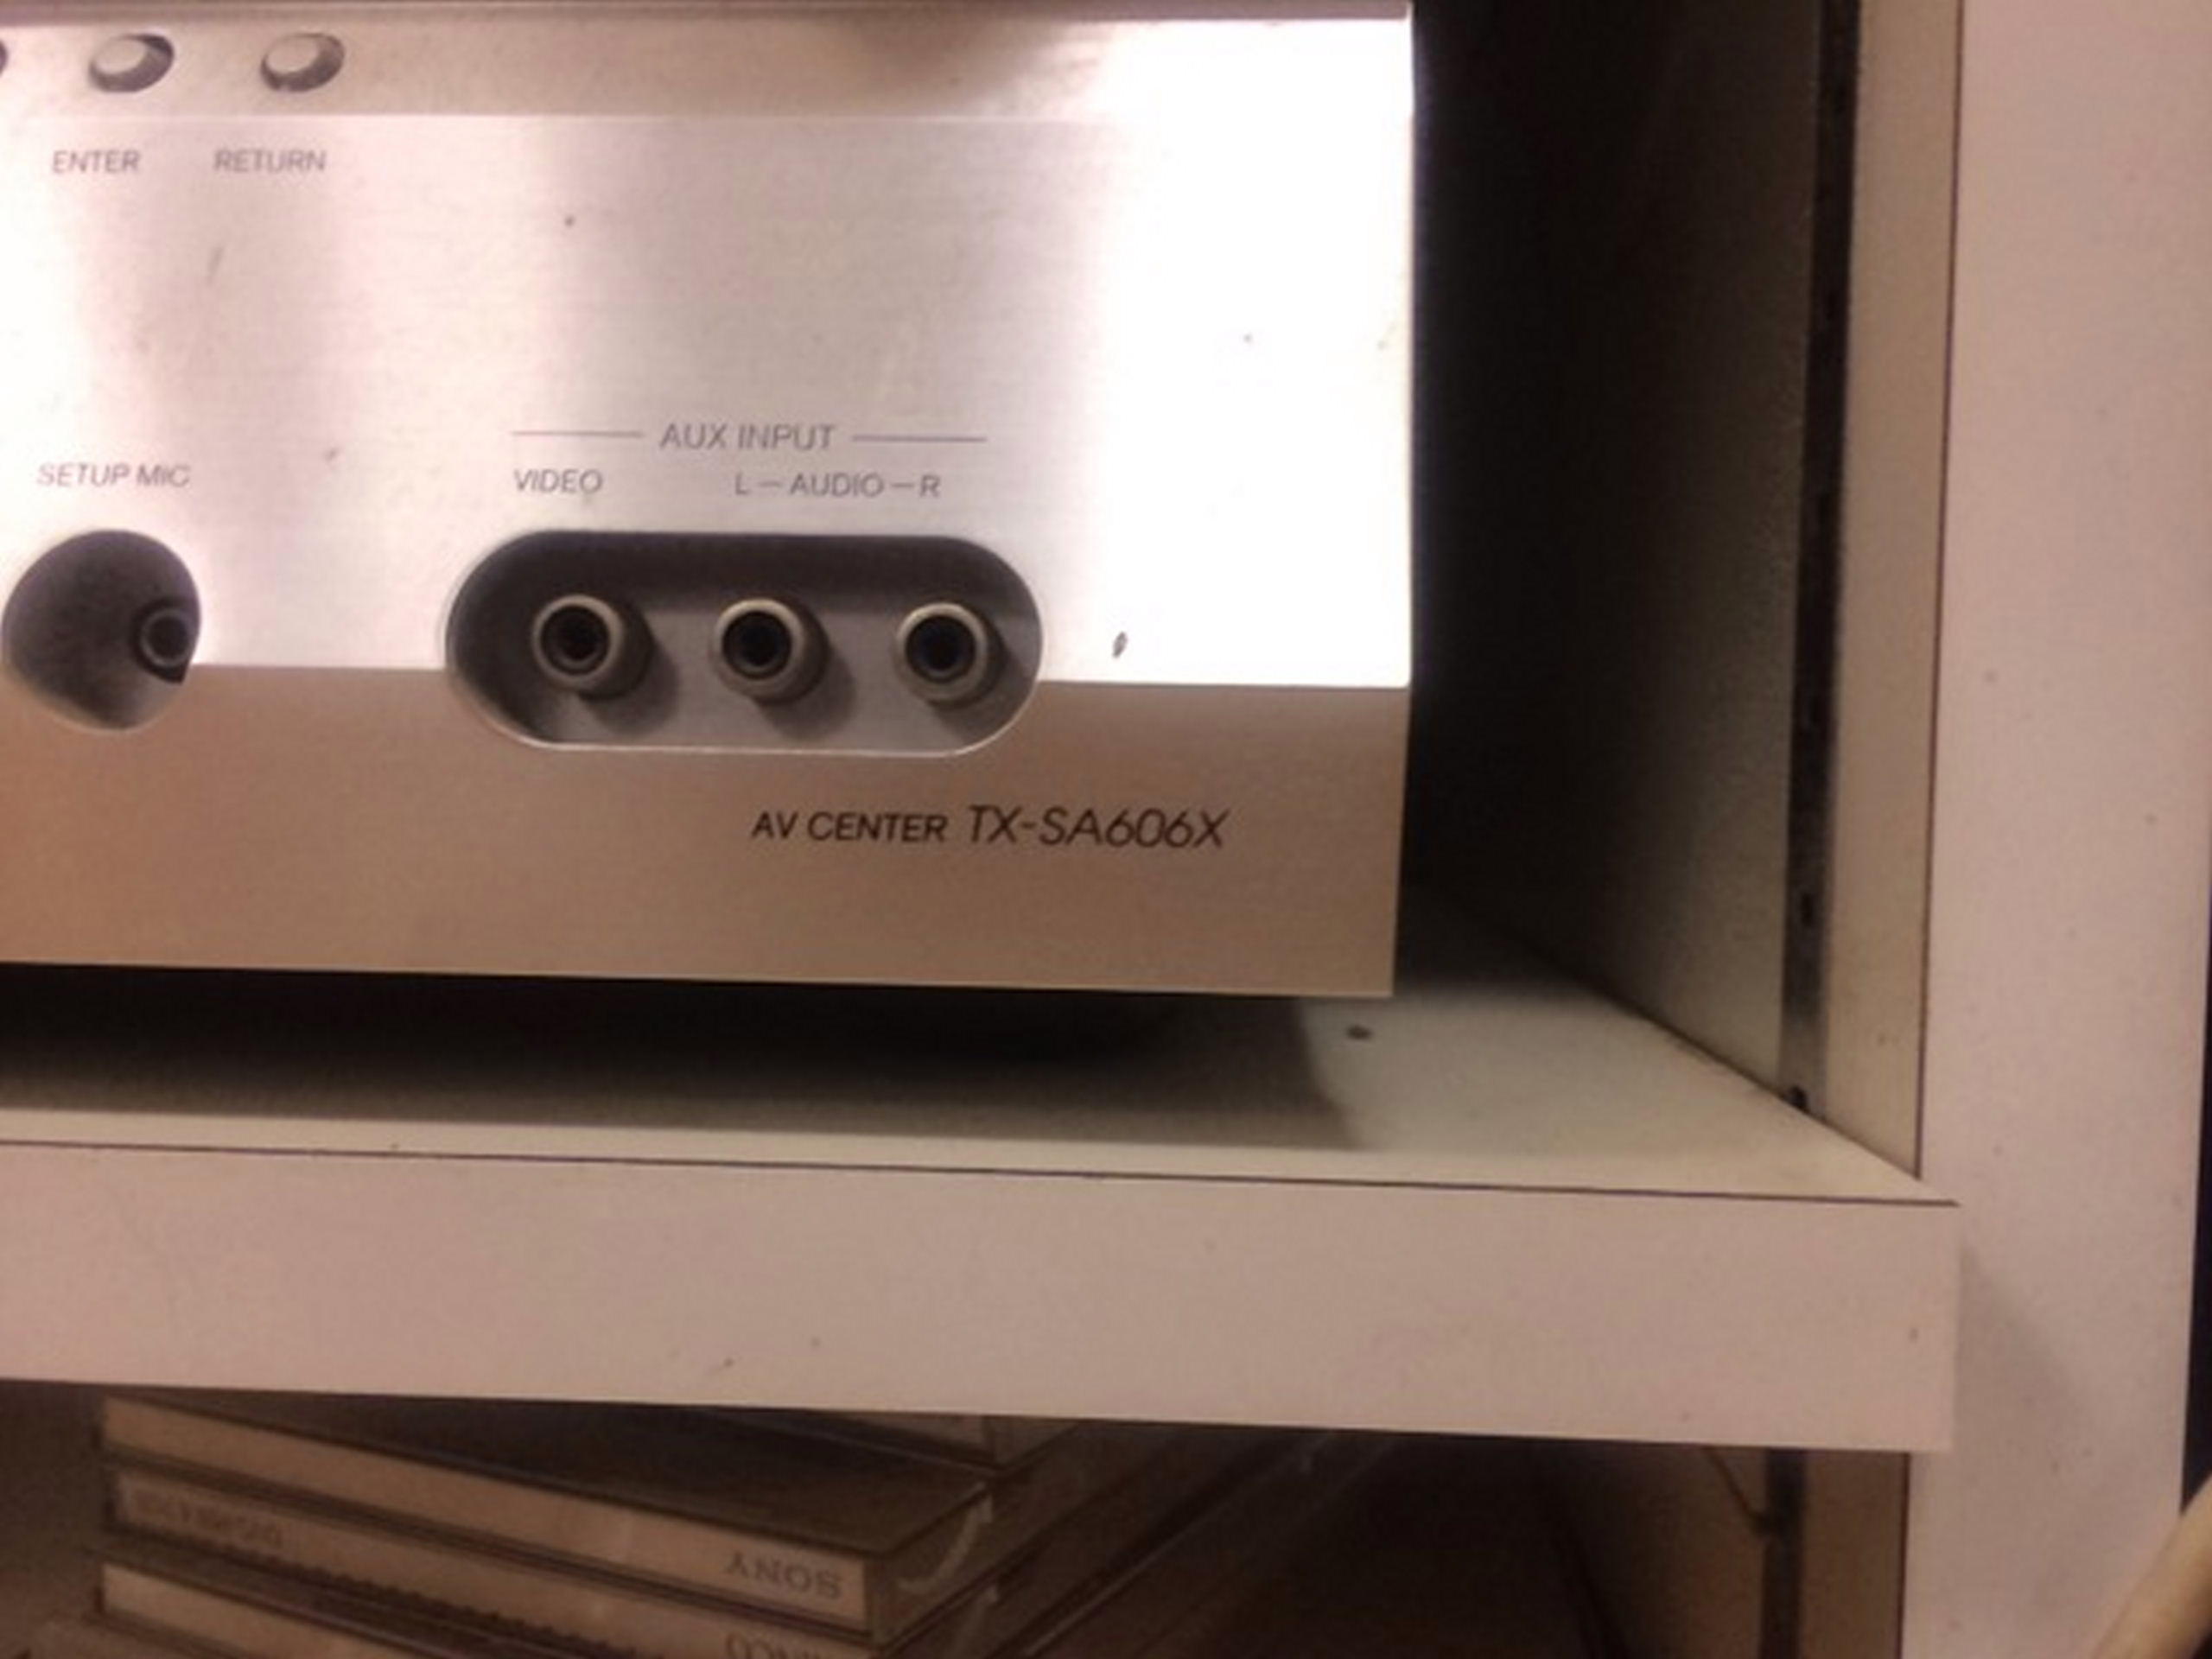 ENTER RETURN
AUX INPUT
SETUP MIC VIDEO L – AUDIO – R
AV CENTER TX-SA606X
SONY